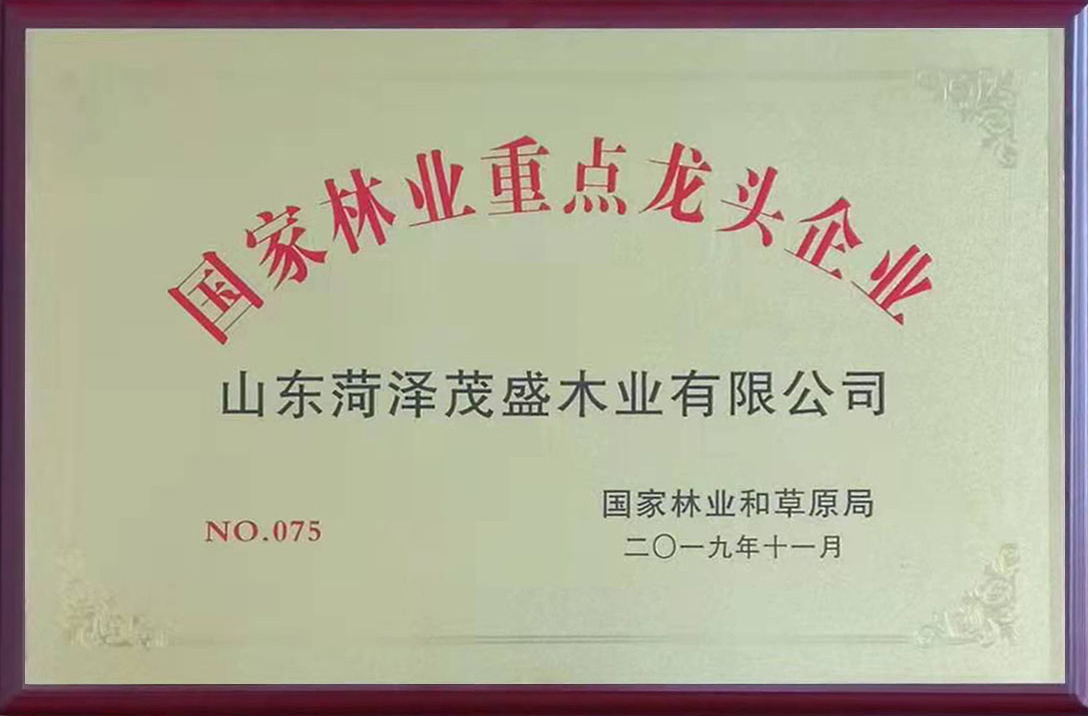 国家林业重点龙头企业
山东菏泽茂盛木业有限公司
国家林业和草原局
NO.075
二〇一九年十一月